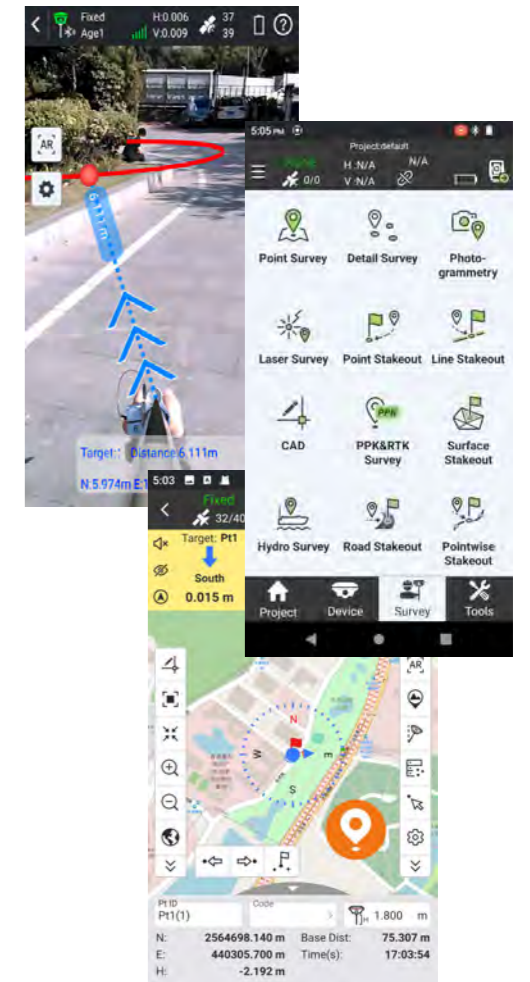 Fixed
Age1
H:0.006
V:0.009
37
39
AR
6.111 m
Target:
Distance:6.111m
N:5.974m
5:05 PM
Project:default
None
0/0
H :N/A
V :N/A
N/A
Point Survey
Detail Survey
Photo-
grammetry
Laser Survey
Point Stakeout
Line Stakeout
CAD
PPK
PPK&RTK
Survey
Surface
Stakeout
Hydro Survey
Road Stakeout
Pointwise
Stakeout
Project
Device
Survey
Tools
5:03
Fixed
32/40
Target: Pt1
South
0.015 m
AR
N
W
S
Pt ID
Pt1(1)
Code
1.800 m
N:
2564698.140 m
Base Dist:
75.307 m
E:
440305.700 m
Time(s):
17:03:54
H:
-2.192 m